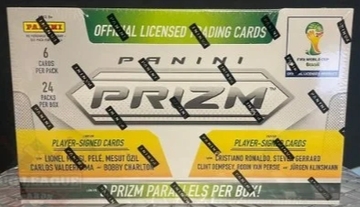 PANINI
OFFICIAL LICENSED TRADING CARDS
FIFA WORLD CUP
Brasil
6
CARDS
PER PACK
24
PACKS
PER BOX
PANINI
PRIZM
PLAYER-SIGNED CARDS
LIONEL MESSI, PELÉ, MESUT ÖZIL
CARLOS VALDERRAMA BOBBY CHARLTON
PLAYER-SIGNED CARDS
CRISTIANO RONALDO, STEVEN GERRARD
CLINT DEMPSEY, ROBIN VAN PERSIE JÜRGEN KLINSMANN
PRIZM PARALLELS PER BOX!